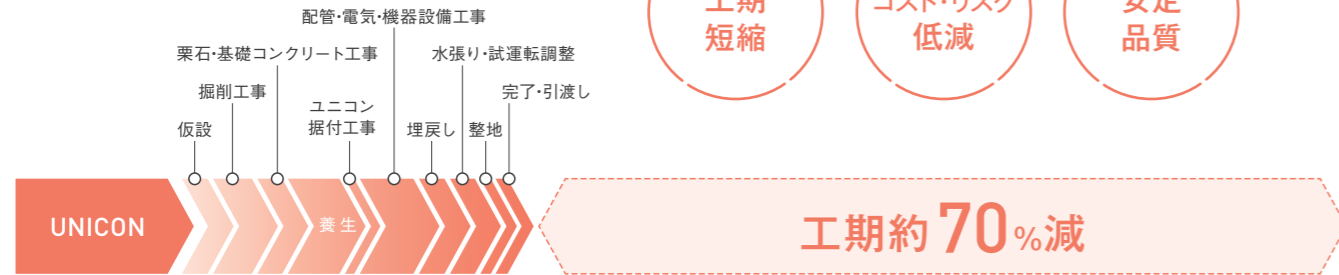 工期
短縮
コスト・リスク
低減
安定
品質
配管・電気・機器設備工事
栗石・基礎コンクリート工事
水張り・試運転調整
掘削工事
完了・引渡し
ユニコン
据付工事
仮設
埋戻し
整地
UNICON
養生
工期約70%減